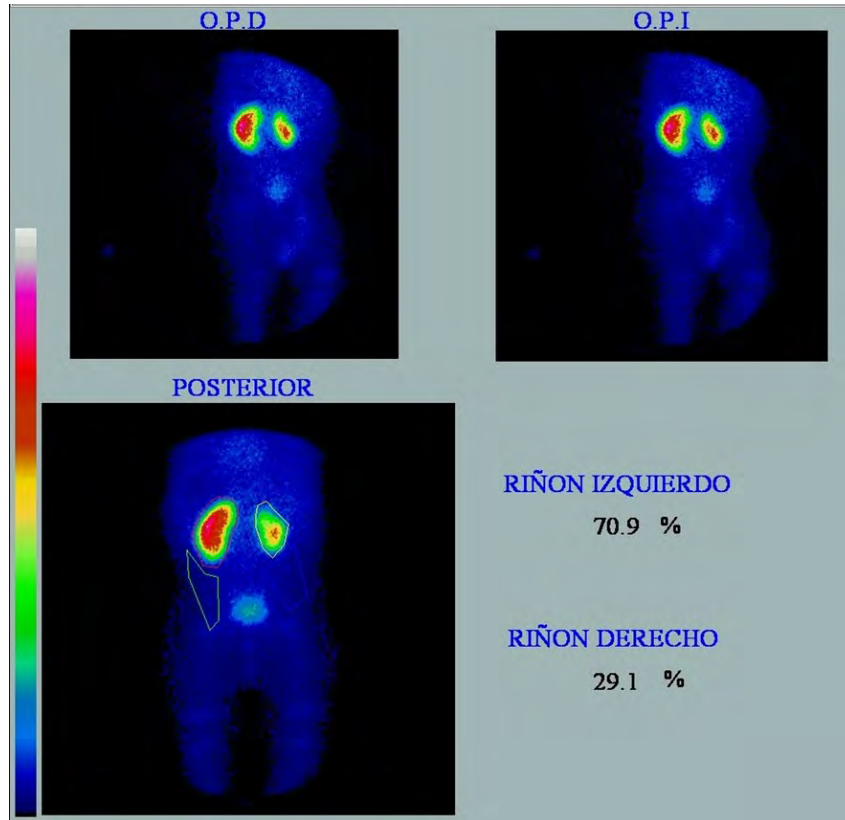 O.P.D
O.P.I
POSTERIOR
RIÑON IZQUIERDO
70.9 %
RIÑON DERECHO
29.1 %